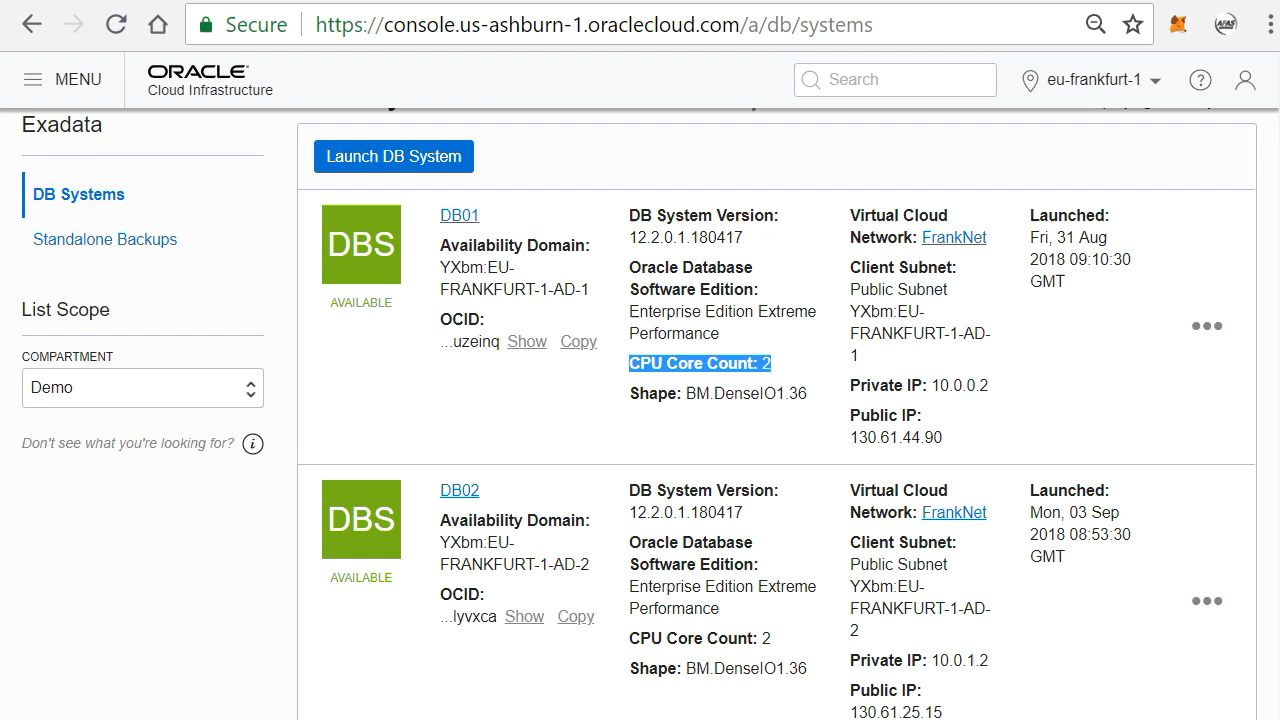 Secure
https://console.us-ashburn-1.oraclecloud.com/a/db/systems
MENU
ORACLE
Cloud Infrastructure
Search
eu-frankfurt-1
Exadata
DB Systems
Standalone Backups
List Scope
COMPARTMENT
Demo
Don't see what you're looking for?
Launch DB System
DBS
AVAILABLE
DB01
Availability Domain:
YXbm:EU-
FRANKFURT-1-AD-1
OCID:
...uzeinq Show Copy
DB System Version:
12.2.0.1.180417
Oracle Database
Software Edition:
Enterprise Edition Extreme
Performance
CPU Core Count: 2
Shape: BM.DenseIO1.36
Virtual Cloud
Network: FrankNet
Client Subnet:
Public Subnet
YXbm:EU-
FRANKFURT-1-AD-
1
Private IP: 10.0.0.2
Public IP:
130.61.44.90
Launched:
Fri, 31 Aug
2018 09:10:30
GMT
DBS
AVAILABLE
DB02
Availability Domain:
YXbm:EU-
FRANKFURT-1-AD-2
OCID:
...lyvxca Show Copy
DB System Version:
12.2.0.1.180417
Oracle Database
Software Edition:
Enterprise Edition Extreme
Performance
CPU Core Count: 2
Shape: BM.DenseIO1.36
Virtual Cloud
Network: FrankNet
Client Subnet:
Public Subnet
YXbm:EU-
FRANKFURT-1-AD-
2
Private IP: 10.0.1.2
Public IP:
130.61.25.15
Launched:
Mon, 03 Sep
2018 08:53:30
GMT